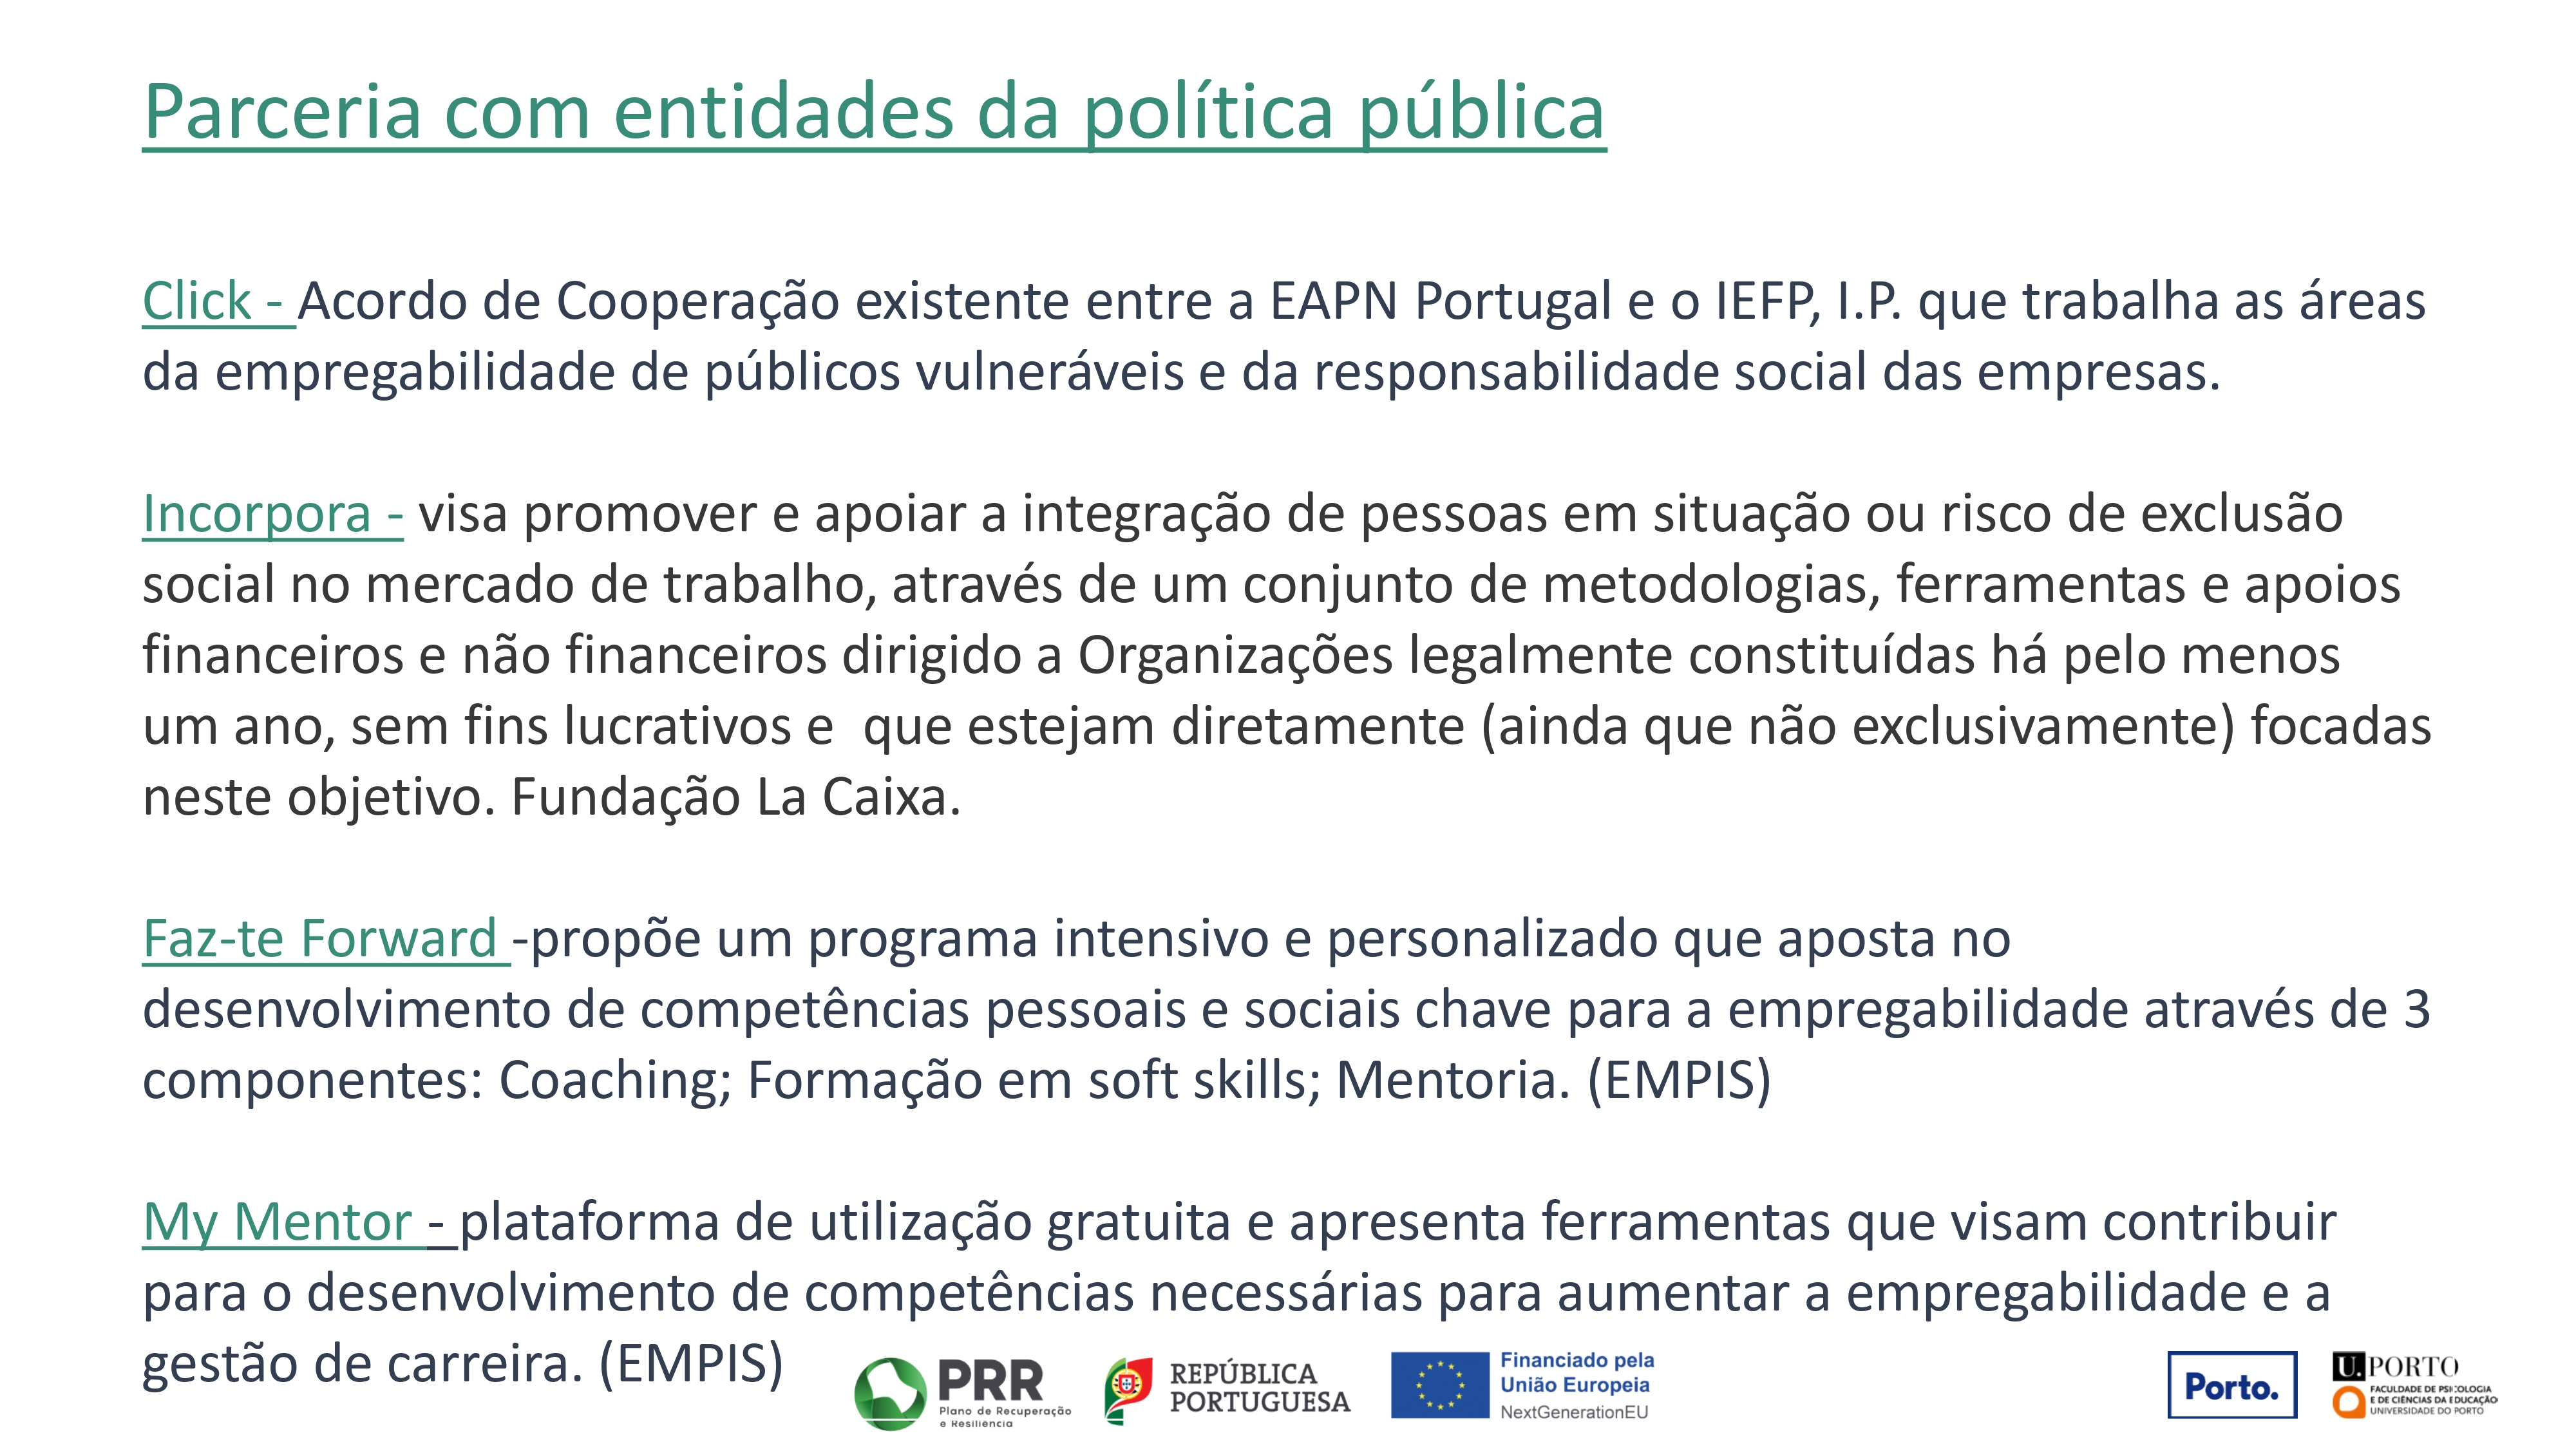 Parceria com entidades da política pública
Click - Acordo de Cooperação existente entre a EAPN Portugal e o IEFP, I.P. que trabalha as áreas
da empregabilidade de públicos vulneráveis e da responsabilidade social das empresas.
Incorpora - visa promover e apoiar a integração de pessoas em situação ou risco de exclusão
social no mercado de trabalho, através de um conjunto de metodologias, ferramentas e apoios
financeiros e não financeiros dirigido a Organizações legalmente constituídas há pelo menos
um ano, sem fins lucrativos e  que estejam diretamente (ainda que não exclusivamente) focadas
neste objetivo. Fundação La Caixa.
Faz-te Forward -propõe um programa intensivo e personalizado que aposta no
desenvolvimento de competências pessoais e sociais chave para a empregabilidade através de 3
componentes: Coaching; Formação em soft skills; Mentoria. (EMPIS)
My Mentor - plataforma de utilização gratuita e apresenta ferramentas que visam contribuir
para o desenvolvimento de competências necessárias para aumentar a empregabilidade e a
gestão de carreira. (EMPIS)
PRR
Plano de Recuperação
e Resiliência
REPÚBLICA
PORTUGUESA
Financiado pela
União Europeia
NextGenerationEU
Porto.
U.PORTO
FACULDADE DE PSICOLOGIA
E DE CIÊNCIAS DA EDUCAÇÃO
UNIVERSIDADE DO PORTO